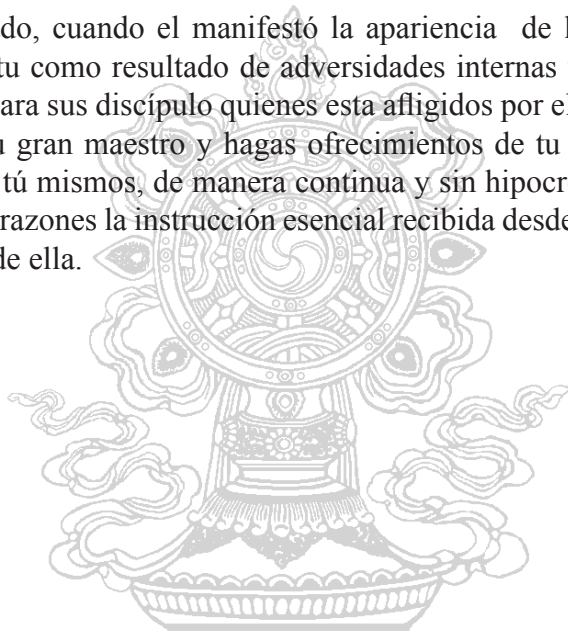 do, cuando el manifestó la apariencia de l
tu como resultado de adversidades internas
ara sus discípulo quienes esta afligidos por el
u gran maestro y hagas ofrecimientos de tu
tú mismos, de manera continua y sin hipocr
razones la instrucción esencial recibida desde
de ella.